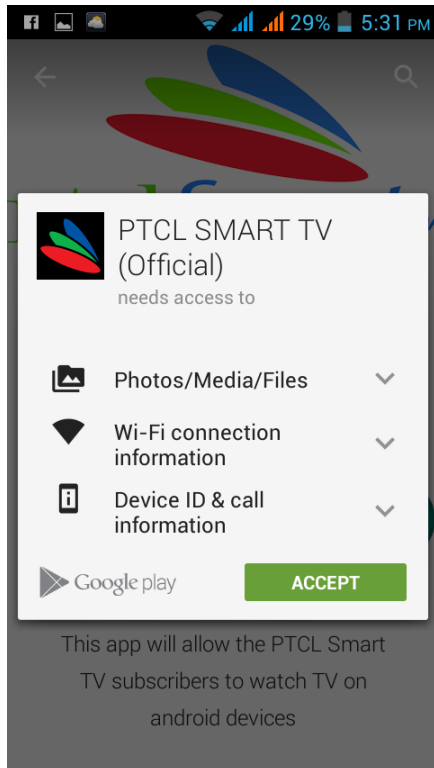 29% 5:31 PM
PTCL SMART TV
(Official)
needs access to
Photos/Media/Files
Wi-Fi connection
information
Device ID & call
information
Google play
ACCEPT
This app will allow the PTCL Smart
TV subscribers to watch TV on
android devices